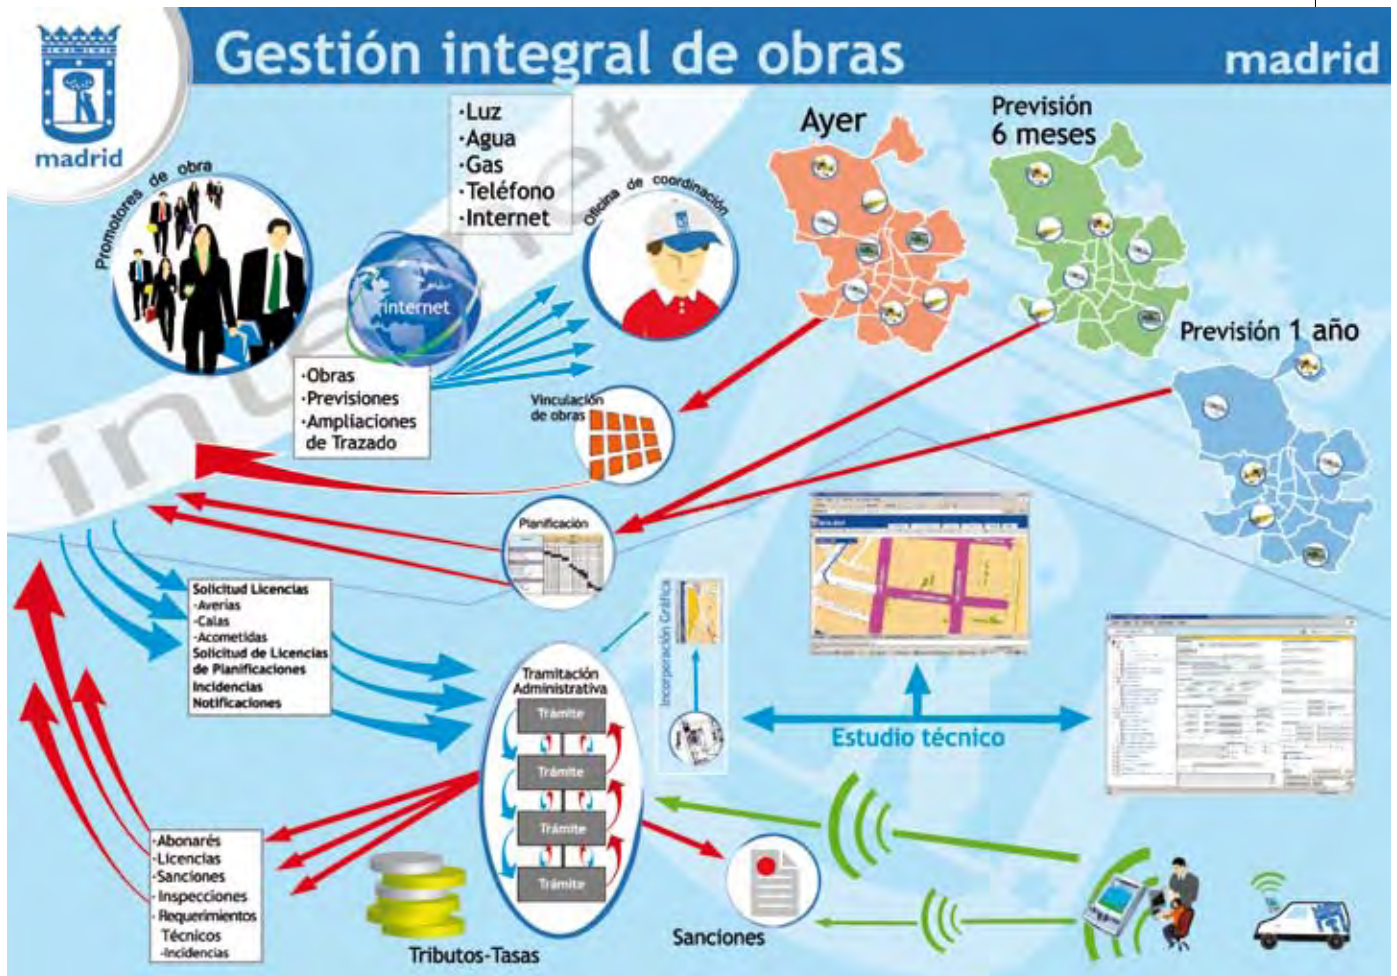 Gestión integral de obras
madrid
madrid
internet
Promotores de obra
·Luz
·Agua
·Gas
·Teléfono
·Internet
Oficina de coordinación
Ayer
Previsión
6 meses
Previsión 1 año
internet
·Obras
·Previsiones
·Ampliaciones
de Trazado
Vinculación
de obras
Planificación
Solicitud Licencias
-Averías
-Calas
-Acometidas
Solicitud de Licencias
de Planificaciones
Incidencias
Notificaciones
Tramitación
Administrativa
Trámite
Trámite
Trámite
Trámite
Incorporación Gráfica
Estudio técnico
·Abonarés
·Licencias
·Sanciones
·Inspecciones
·Requerimientos
Técnicos
·Incidencias
Tributos-Tasas
Sanciones